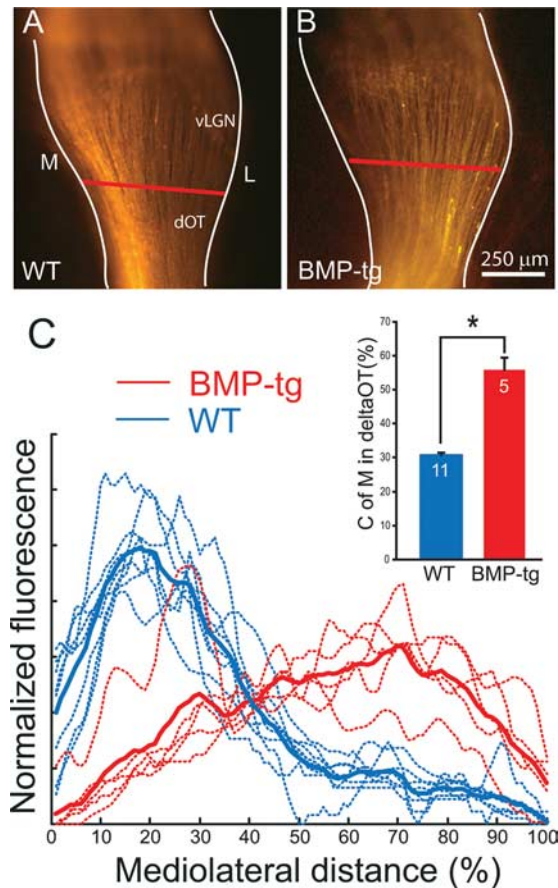 A
vLGN
M
L
dOT
WT
B
BMP-tg
250 μm
C
BMP-tg
WT
Normalized fluorescence
0
10
20
30
40
50
60
70
80
90
100
Mediolateral distance (%)
C of M in deltaOT(%)
70
60
50
40
30
20
10
0
*
11
5
WT
BMP-tg